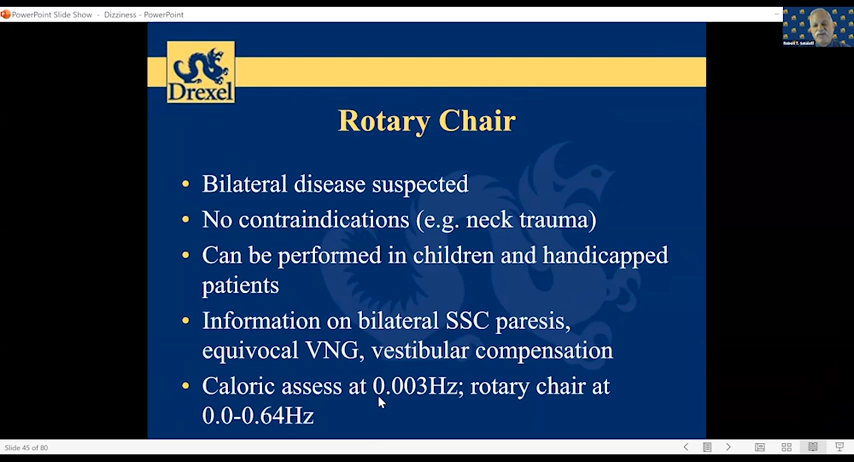 PowerPoint Slide Show - Dizziness - PowerPoint
Robert T. Sataloff
Drexel
Rotary Chair
• Bilateral disease suspected
• No contraindications (e.g. neck trauma)
• Can be performed in children and handicapped
patients
• Information on bilateral SSC paresis,
equivocal VNG, vestibular compensation
• Caloric assess at 0.003Hz; rotary chair at
0.0-0.64Hz
Slide 45 of 80